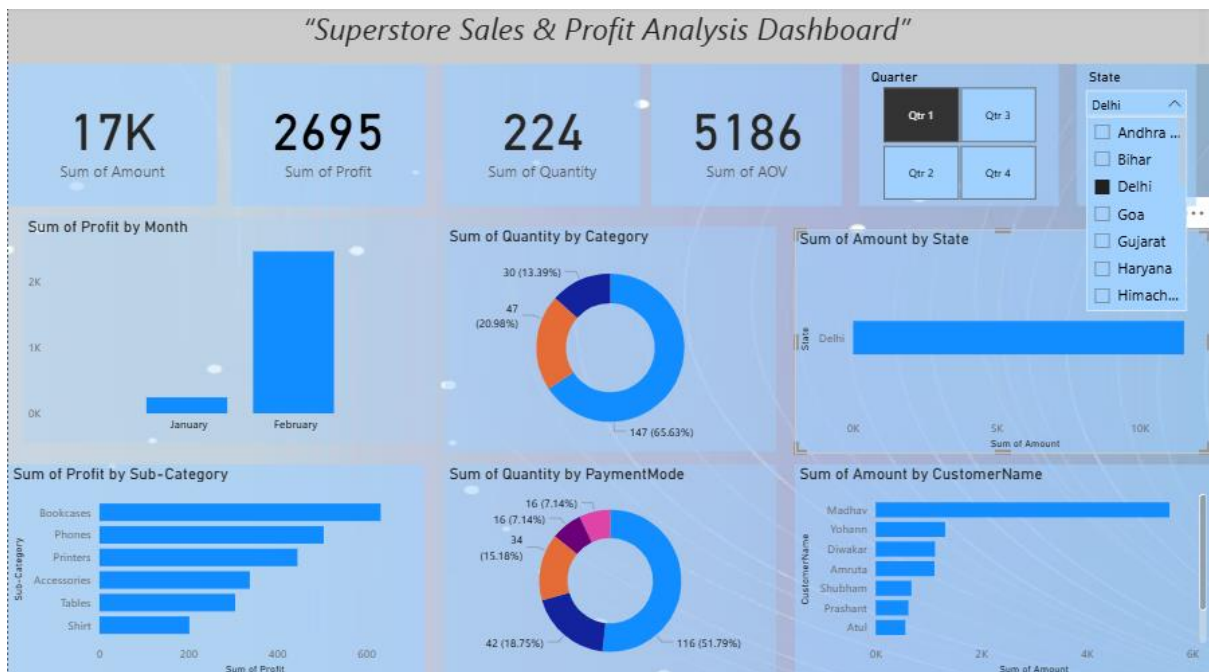 “Superstore Sales & Profit Analysis Dashboard”
17K
Sum of Amount
2695
Sum of Profit
224
Sum of Quantity
5186
Sum of AOV
Quarter
Qtr 1
Qtr 3
Qtr 2
Qtr 4
State
Delhi
Andhra ...
Bihar
Delhi
Goa
Gujarat
Haryana
Himach...
Sum of Profit by Month
2K
1K
0K
January
February
Sum of Quantity by Category
30 (13.39%)
47
(20.98%)
147 (65.63%)
Sum of Amount by State
State
Delhi
0K
5K
10K
Sum of Amount
Sum of Profit by Sub-Category
Sub-Category
Bookcases
Phones
Printers
Accessories
Tables
Shirt
0
200
400
600
Sum of Profit
Sum of Quantity by PaymentMode
16 (7.14%)
16 (7.14%)
34
(15.18%)
42 (18.75%)
116 (51.79%)
Sum of Amount by CustomerName
CustomerName
Madhav
Yohann
Diwakar
Amruta
Shubham
Prashant
Atul
0K
2K
4K
6K
Sum of Amount